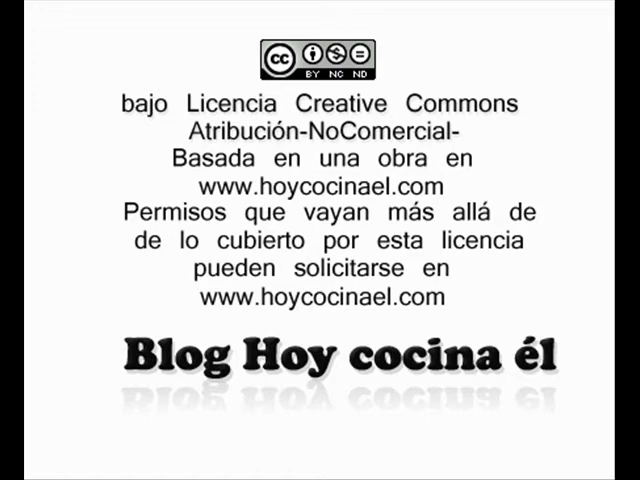 cc
BY NC ND
bajo Licencia Creative Commons
Atribución-NoComercial-
Basada en una obra en
www.hoycocinael.com
Permisos que vayan más allá de
de lo cubierto por esta licencia
pueden solicitarse en
www.hoycocinael.com
Blog Hoy cocina él